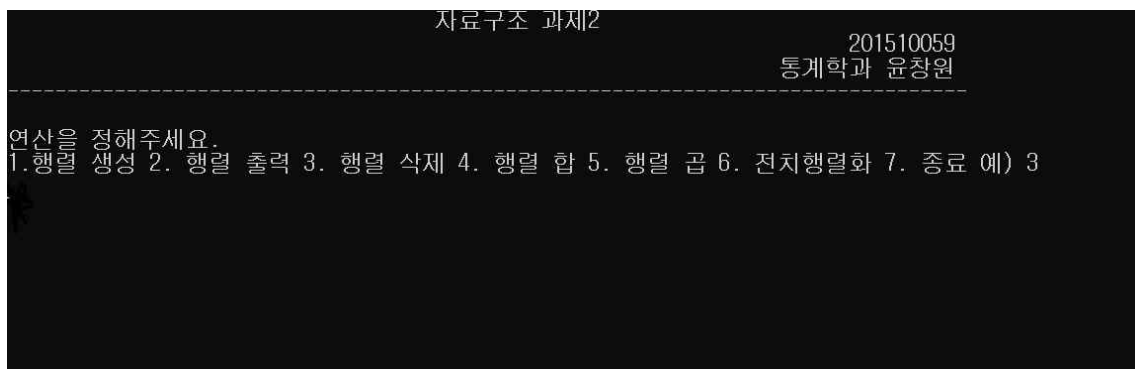 자료구조 과제2
201510059
통계학과 윤창원
--------------------------------------------------------------------------------
연산을 정해주세요.
1.행렬 생성 2. 행렬 출력 3. 행렬 삭제 4. 행렬 합 5. 행렬 곱 6. 전치행렬화 7. 종료 예) 3